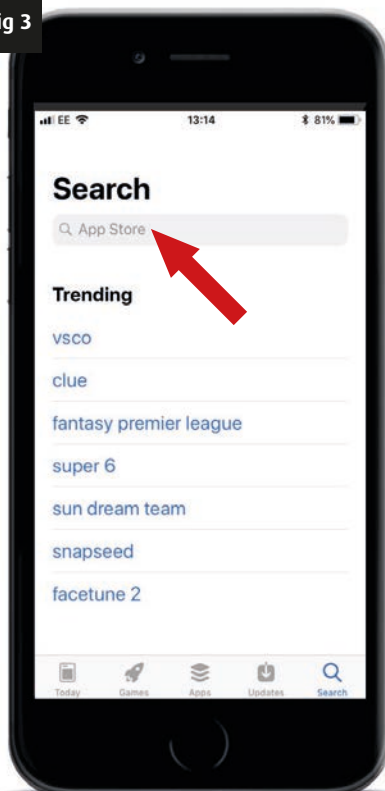 ig 3
EE 13:14 81%
Search
App Store
Trending
vsco
clue
fantasy premier league
super 6
sun dream team
snapseed
facetune 2
Today Games Apps Updates Search